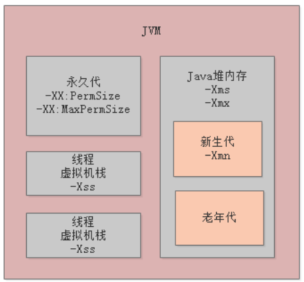 JVM
永久代
-XX:PermSize
-XX:MaxPermSize
线程
虚拟机栈
-Xss
线程
虚拟机栈
-Xss
Java堆内存
-Xms
-Xmx
新生代
-Xmn
老年代